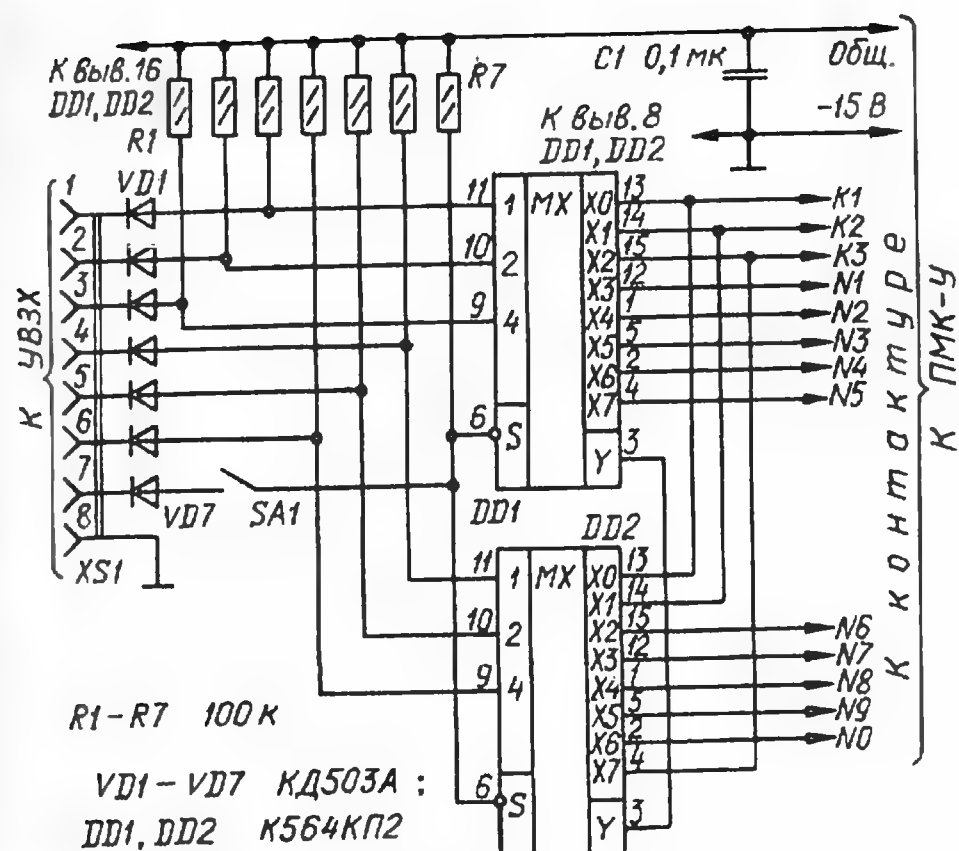 К выв.16
DD1, DD2
R1
R7
C1 0,1 мк
Общ.
-15 В
К выв.8
DD1, DD2
К УВЗХ
1
2
3
4
5
6
7
8
XS1
VD1
VD7
SA1
11
10
9
6
1
2
4
S
MX
X0
X1
X2
X3
X4
X5
X6
X7
Y
13
14
15
12
1
5
2
4
3
DD1
K1
K2
K3
N1
N2
N3
N4
N5
К контактуре
К ПМК-У
DD2
11
10
9
6
1
2
4
S
MX
X0
X1
X2
X3
X4
X5
X6
X7
Y
13
14
15
12
1
5
2
4
3
N6
N7
N8
N9
N0
R1-R7 100 к
VD1-VD7 КД503А :
DD1, DD2 К564КП2